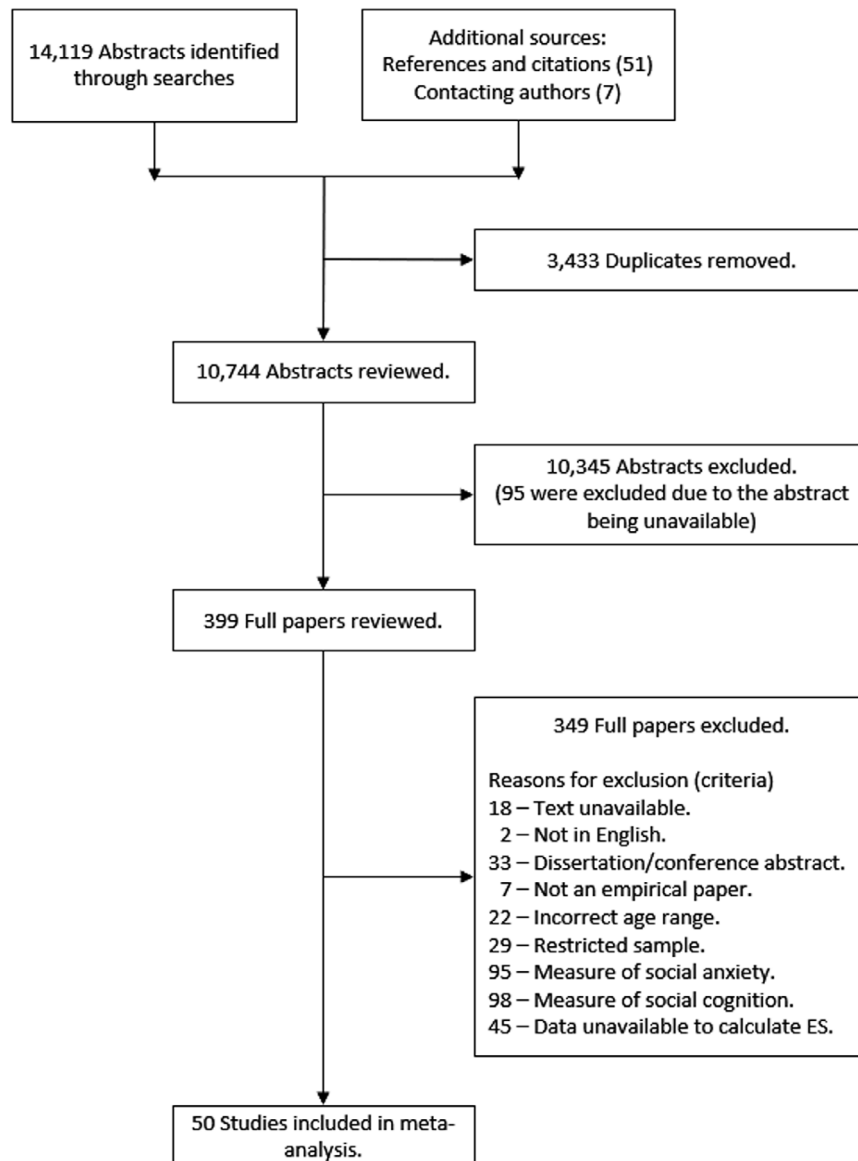 14,119 Abstracts identified
through searches
Additional sources:
References and citations (51)
Contacting authors (7)
3,433 Duplicates removed.
10,744 Abstracts reviewed.
10,345 Abstracts excluded.
(95 were excluded due to the abstract
being unavailable)
399 Full papers reviewed.
349 Full papers excluded.
Reasons for exclusion (criteria)
18 – Text unavailable.
2 – Not in English.
33 – Dissertation/conference abstract.
7 – Not an empirical paper.
22 – Incorrect age range.
29 – Restricted sample.
95 – Measure of social anxiety.
98 – Measure of social cognition.
45 – Data unavailable to calculate ES.
50 Studies included in meta-
analysis.